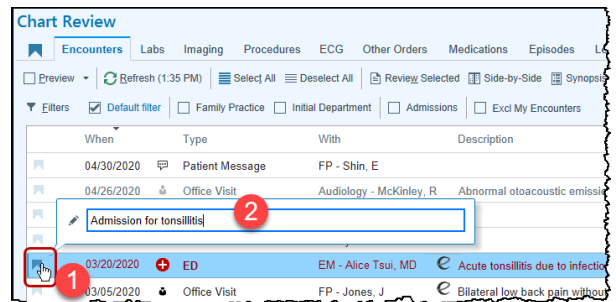 Chart Review
Encounters Labs Imaging Procedures ECG Other Orders Medications Episodes
Preview Refresh (1:35 PM) Select All Deselect All Review Selected Side-by-Side Synopsis
Filters Default filter Family Practice Initial Department Admissions Excl My Encounters
When Type With Description
04/30/2020 Patient Message FP - Shin, E
04/26/2020 Office Visit Audiology - McKinley, R Abnormal otoacoustic emissio
Admission for tonsillitis 2
03/20/2020 ED EM - Alice Tsui, MD e Acute tonsillitis due to infectio
1
03/05/2020 Office Visit FP - Jones, J e Bilateral low back pain without